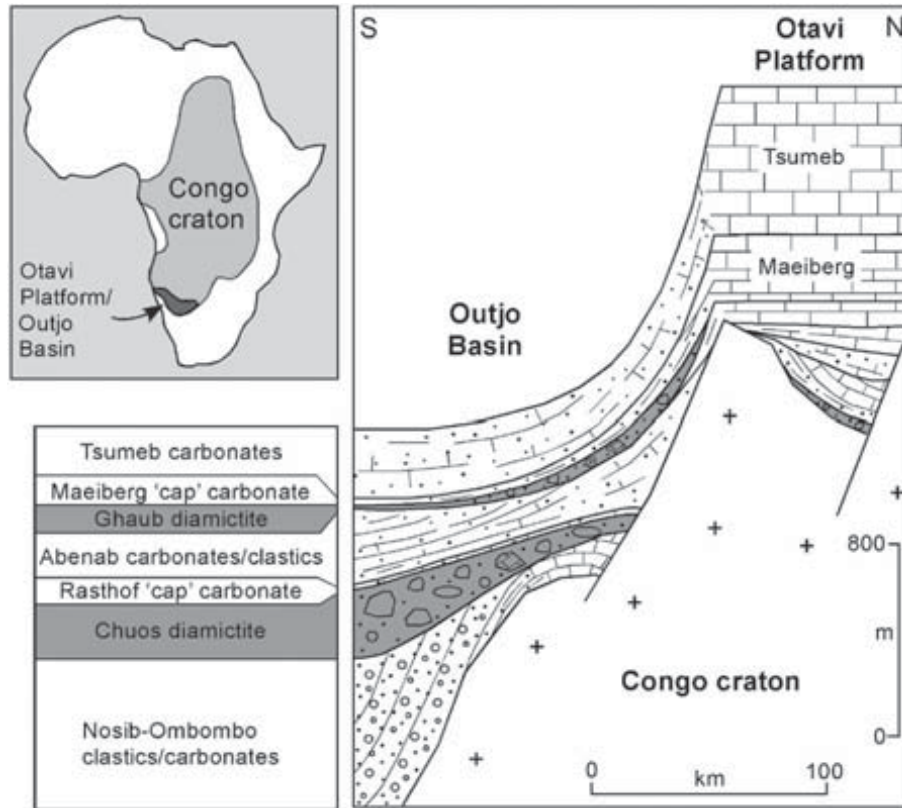 Congo
craton
Otavi
Platform/
Outjo
Basin
Tsumeb carbonates
Maeiberg 'cap' carbonate
Ghaub diamictite
Abenab carbonates/clastics
Rasthof 'cap' carbonate
Chuos diamictite
Nosib-Ombombo
clastics/carbonates
S
N
Otavi
Platform
Tsumeb
Maeiberg
Outjo
Basin
Congo craton
800
m
0
0
100
km